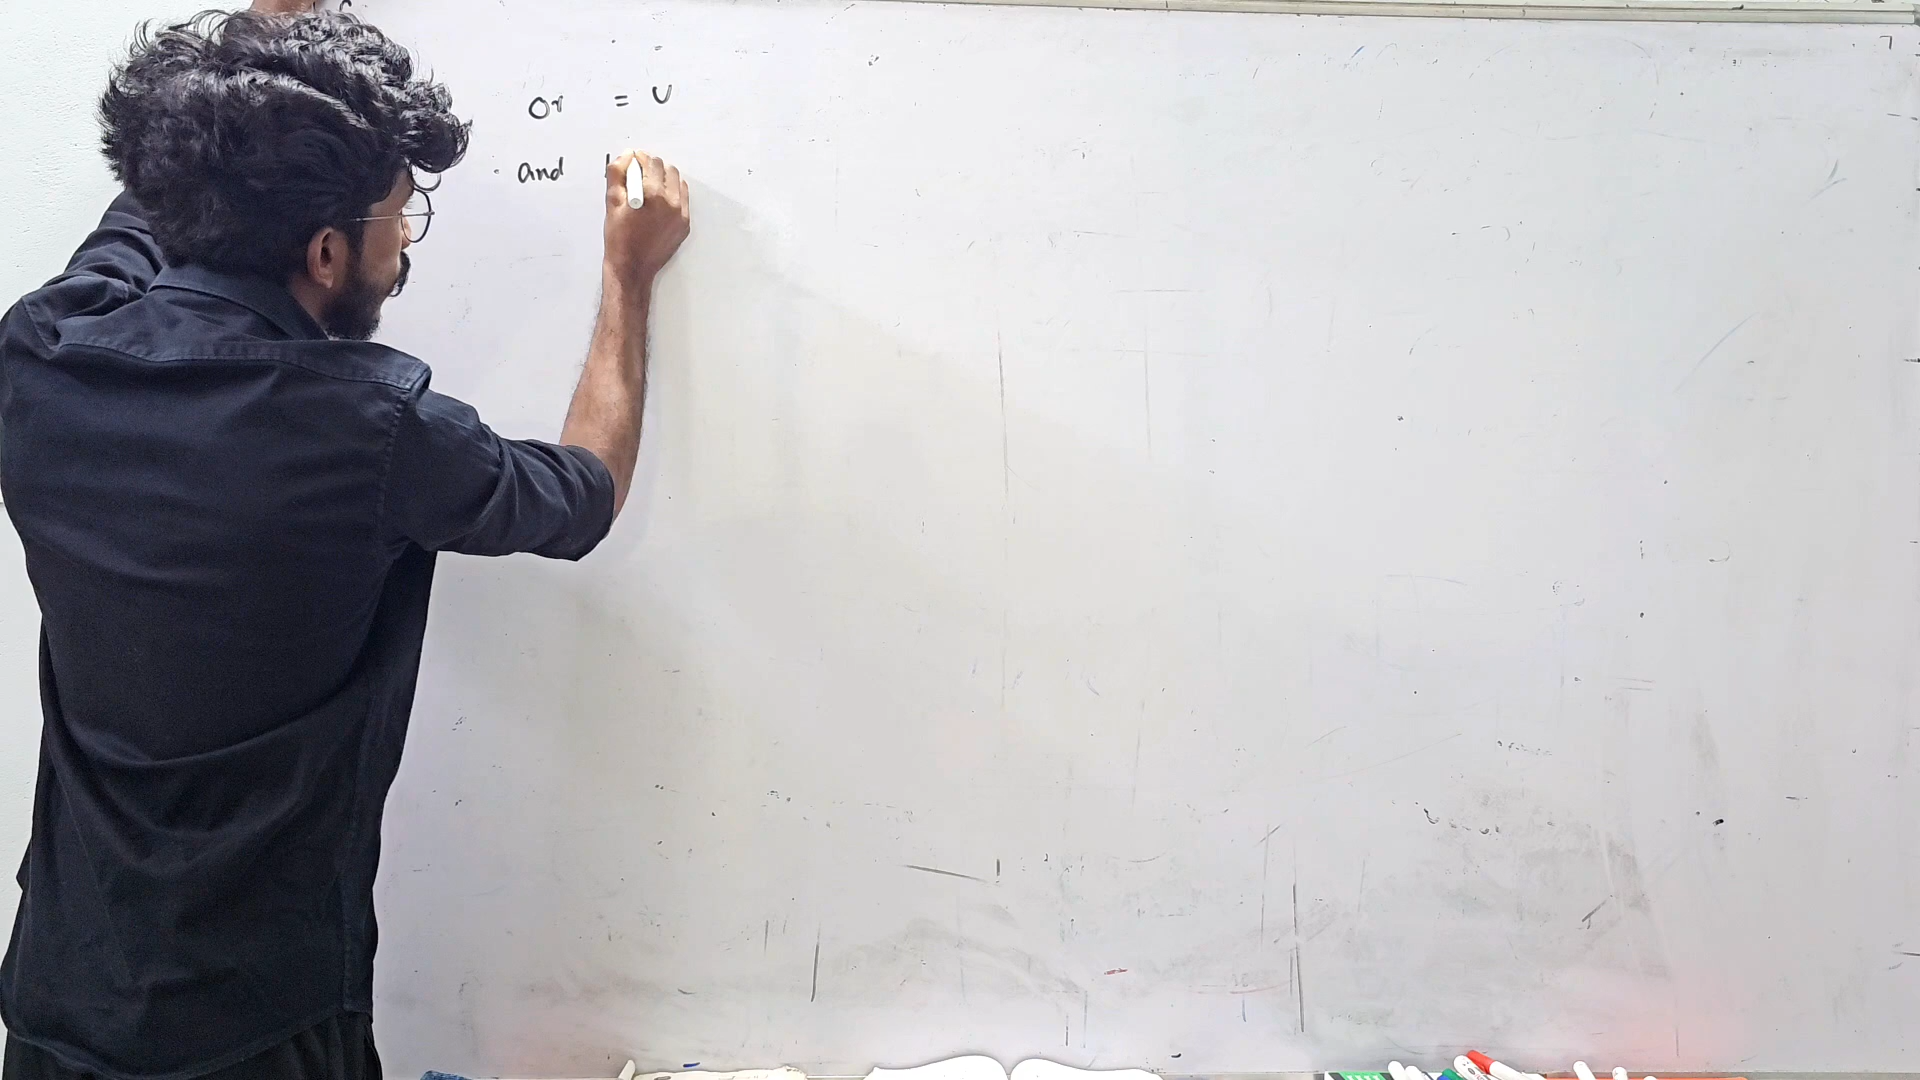 Or = ∪
and